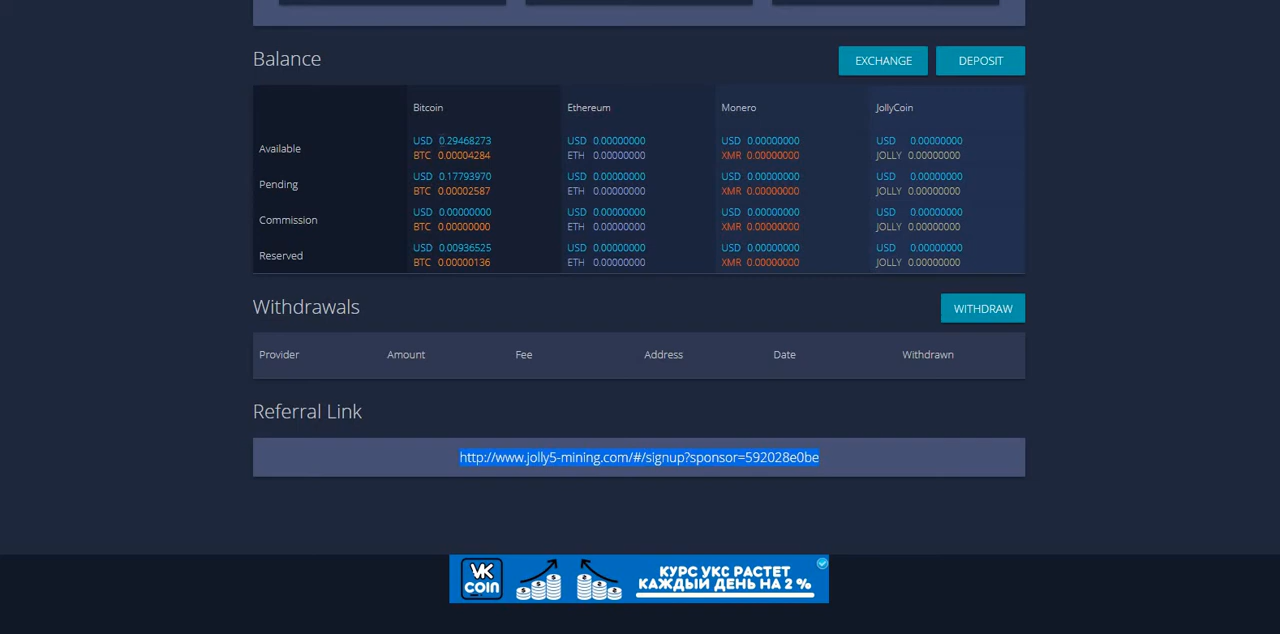 Balance
EXCHANGE DEPOSIT
Bitcoin Ethereum Monero JollyCoin
Available
USD 0.29468273 USD 0.00000000 USD 0.00000000 USD 0.00000000
BTC 0.00004284 ETH 0.00000000 XMR 0.00000000 JOLLY 0.00000000
Pending
USD 0.17793970 USD 0.00000000 USD 0.00000000 USD 0.00000000
BTC 0.00002587 ETH 0.00000000 XMR 0.00000000 JOLLY 0.00000000
Commission
USD 0.00000000 USD 0.00000000 USD 0.00000000 USD 0.00000000
BTC 0.00000000 ETH 0.00000000 XMR 0.00000000 JOLLY 0.00000000
Reserved
USD 0.00936525 USD 0.00000000 USD 0.00000000 USD 0.00000000
BTC 0.00000136 ETH 0.00000000 XMR 0.00000000 JOLLY 0.00000000
Withdrawals
WITHDRAW
Provider Amount Fee Address Date Withdrawn
Referral Link
http://www.jolly5-mining.com/#/signup?sponsor=592028e0be
VK
COIN
КУРС УКС РАСТЕТ
КАЖДЫЙ ДЕНЬ НА 2 %